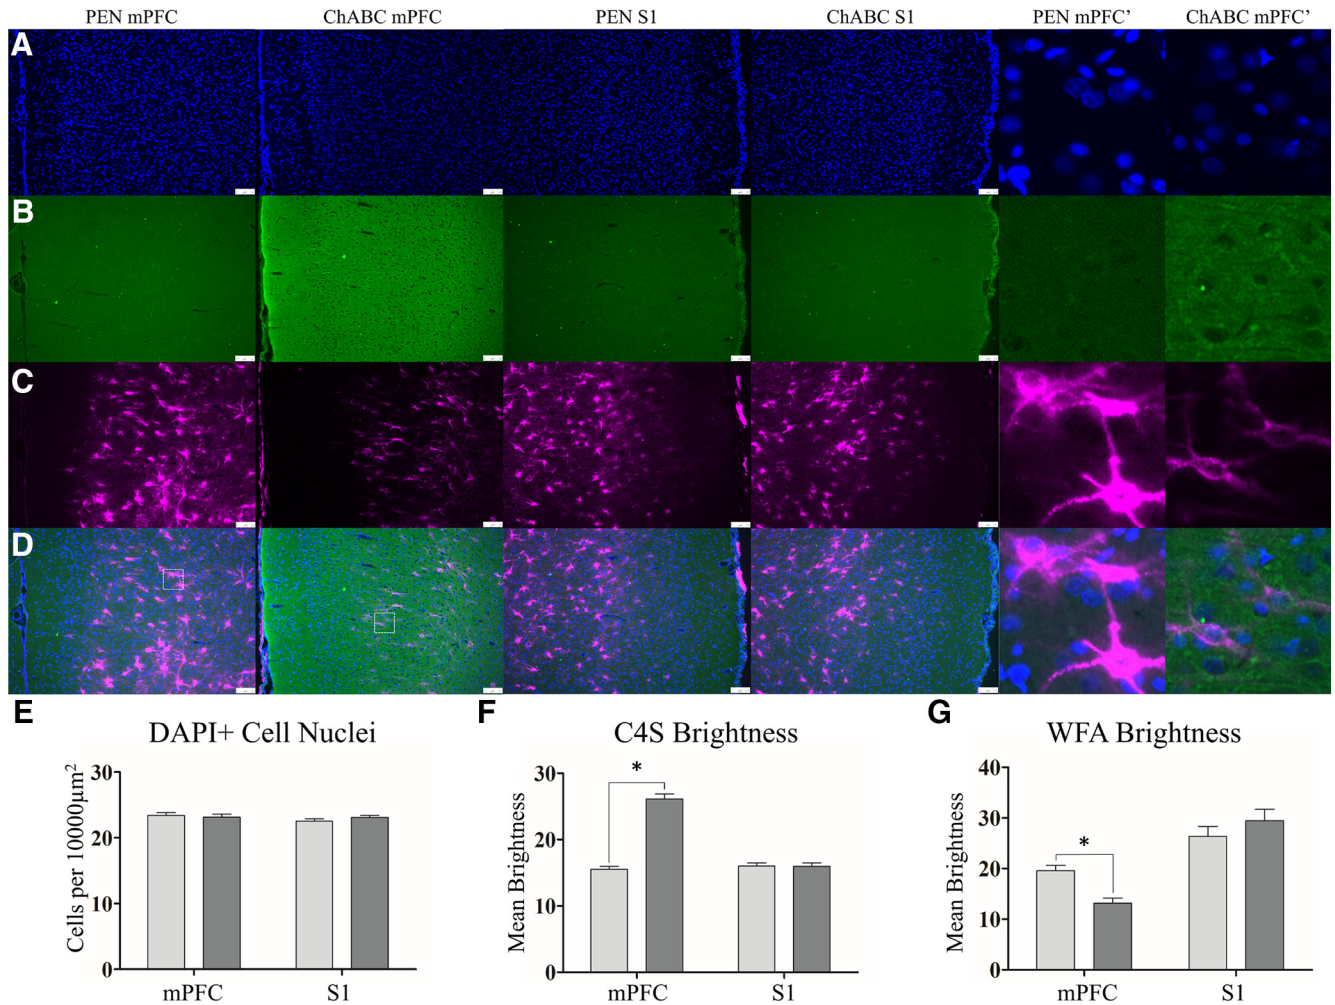 PEN mPFC ChABC mPFC PEN S1 ChABC S1 PEN mPFC’ ChABC mPFC’
A
B
C
D
E F G
DAPI+ Cell Nuclei
Cells per 10000µm²
30
20
10
0
mPFC S1
C4S Brightness
Mean Brightness
30
20
10
0
*
mPFC S1
WFA Brightness
Mean Brightness
40
30
20
10
0
*
mPFC S1